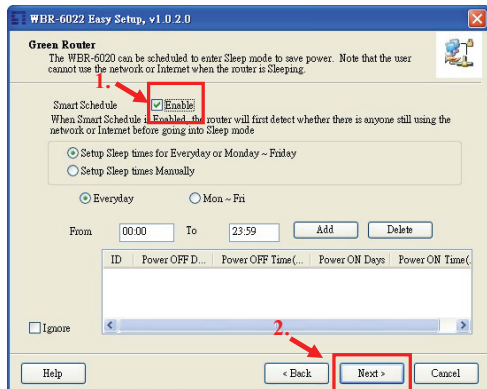 WBR-6022 Easy Setup, v1.0.2.0
Green Router
The WBR-6020 can be scheduled to enter Sleep mode to save power. Note that the user
cannot use the network or Internet when the router is Sleeping.
1.
Smart Schedule Enable
When Smart Schedule is Enabled, the router will first detect whether there is anyone still using the
network or Internet before going into Sleep mode
Setup Sleep times for Everyday or Monday ~ Friday
Setup Sleep times Manually
Everyday Mon ~ Fri
From 00:00 To 23:59 Add Delete
ID Power OFF D... Power OFF Time(... Power ON Days Power ON Time(.
Ignore
2.
Help < Back Next > Cancel